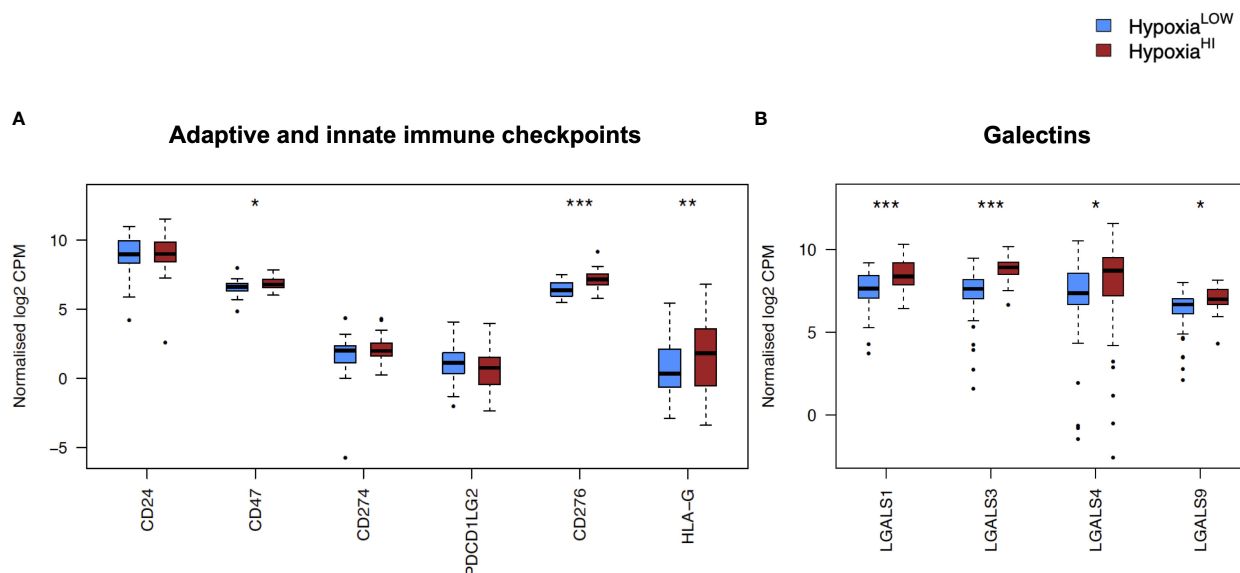 Hypoxia^LOW
Hypoxia^HI
A
Adaptive and innate immune checkpoints
Normalised log2 CPM
10
5
0
−5
* *** **
CD24
CD47
CD274
PDCD1LG2
CD276
HLA−G
B
Galectins
Normalised log2 CPM
10
5
0
*** *** * *
LGALS1
LGALS3
LGALS4
LGALS9